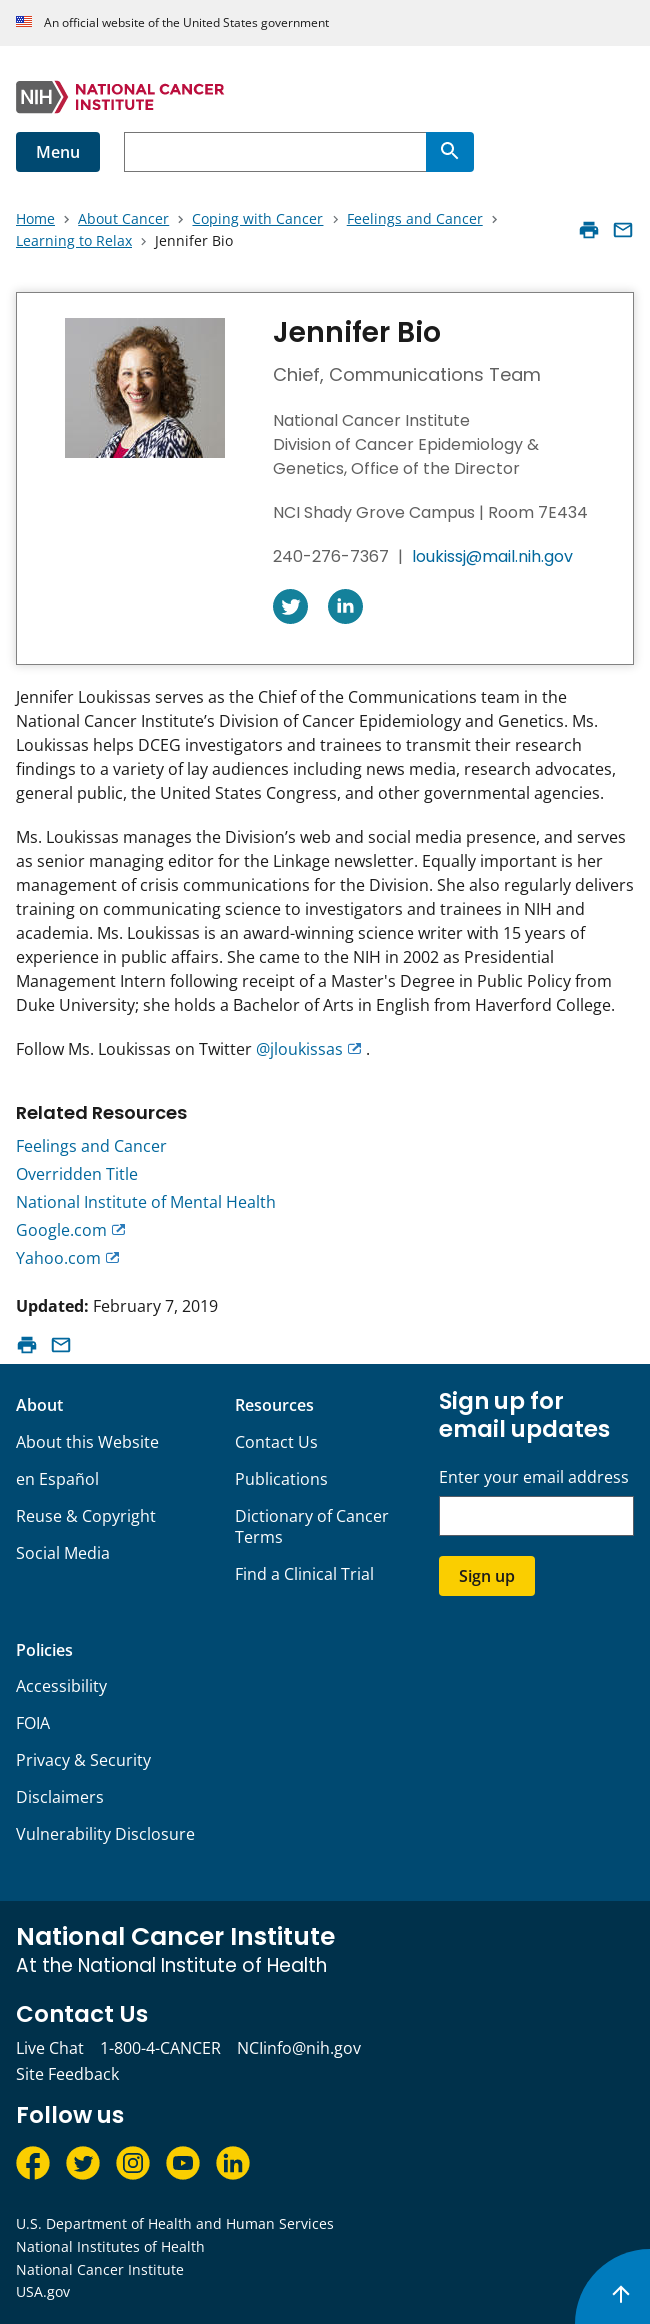 An official website of the United States government
NIH NATIONAL CANCER
INSTITUTE
Menu
Home About Cancer Coping with Cancer Feelings and Cancer
Learning to Relax Jennifer Bio
Jennifer Bio
Chief, Communications Team
National Cancer Institute
Division of Cancer Epidemiology &
Genetics, Office of the Director
NCI Shady Grove Campus | Room 7E434
240-276-7367 | loukissj@mail.nih.gov
Jennifer Loukissas serves as the Chief of the Communications team in the
National Cancer Institute’s Division of Cancer Epidemiology and Genetics. Ms.
Loukissas helps DCEG investigators and trainees to transmit their research
findings to a variety of lay audiences including news media, research advocates,
general public, the United States Congress, and other governmental agencies.
Ms. Loukissas manages the Division’s web and social media presence, and serves
as senior managing editor for the Linkage newsletter. Equally important is her
management of crisis communications for the Division. She also regularly delivers
training on communicating science to investigators and trainees in NIH and
academia. Ms. Loukissas is an award-winning science writer with 15 years of
experience in public affairs. She came to the NIH in 2002 as Presidential
Management Intern following receipt of a Master's Degree in Public Policy from
Duke University; she holds a Bachelor of Arts in English from Haverford College.
Follow Ms. Loukissas on Twitter @jloukissas .
Related Resources
Feelings and Cancer
Overridden Title
National Institute of Mental Health
Google.com
Yahoo.com
Updated: February 7, 2019
About
About this Website
en Español
Reuse & Copyright
Social Media
Resources
Contact Us
Publications
Dictionary of Cancer
Terms
Find a Clinical Trial
Sign up for
email updates
Enter your email address
Sign up
Policies
Accessibility
FOIA
Privacy & Security
Disclaimers
Vulnerability Disclosure
National Cancer Institute
At the National Institute of Health
Contact Us
Live Chat 1-800-4-CANCER NCIinfo@nih.gov
Site Feedback
Follow us
U.S. Department of Health and Human Services
National Institutes of Health
National Cancer Institute
USA.gov